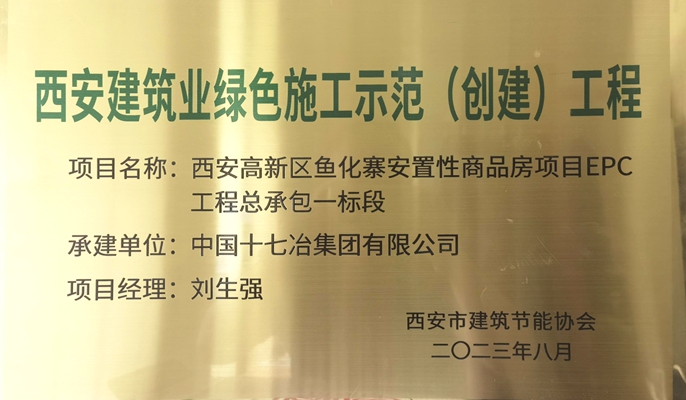 西安建筑业绿色施工示范（创建）工程
项目名称：西安高新区鱼化寨安置性商品房项目EPC
工程总承包一标段
承建单位：中国十七冶集团有限公司
项目经理：刘生强
西安市建筑节能协会
二〇二三年八月